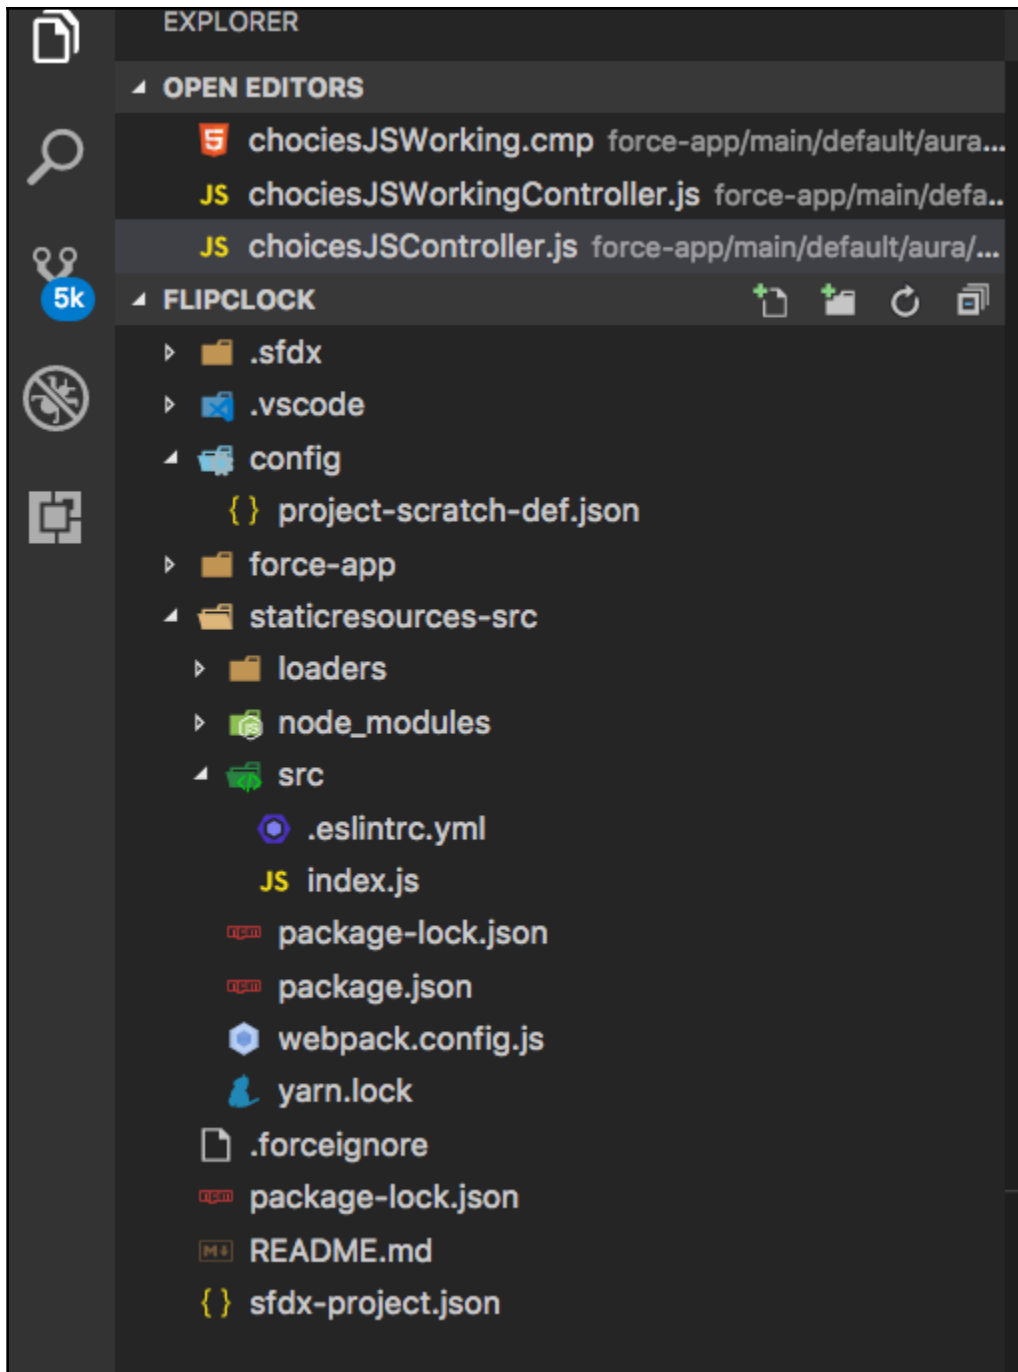 EXPLORER
OPEN EDITORS
chociesJSWorking.cmp force-app/main/default/aura...
JS chociesJSWorkingController.js force-app/main/defa...
JS choicesJSController.js force-app/main/default/aura/...
5k
FLIPCLOCK
.sfdx
.vscode
config
{ } project-scratch-def.json
force-app
staticresources-src
loaders
node_modules
src
.eslintrc.yml
JS index.js
package-lock.json
package.json
webpack.config.js
yarn.lock
.forceignore
package-lock.json
README.md
{ } sfdx-project.json